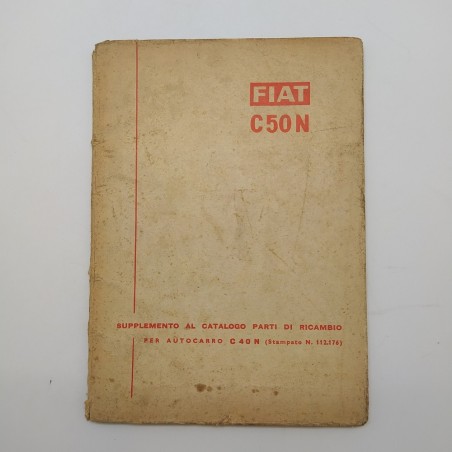 FIAT
C50N
SUPPLEMENTO AL CATALOGO PARTI DI RICAMBIO
PER AUTOCARRO C40N (Stampato N. 112.176)